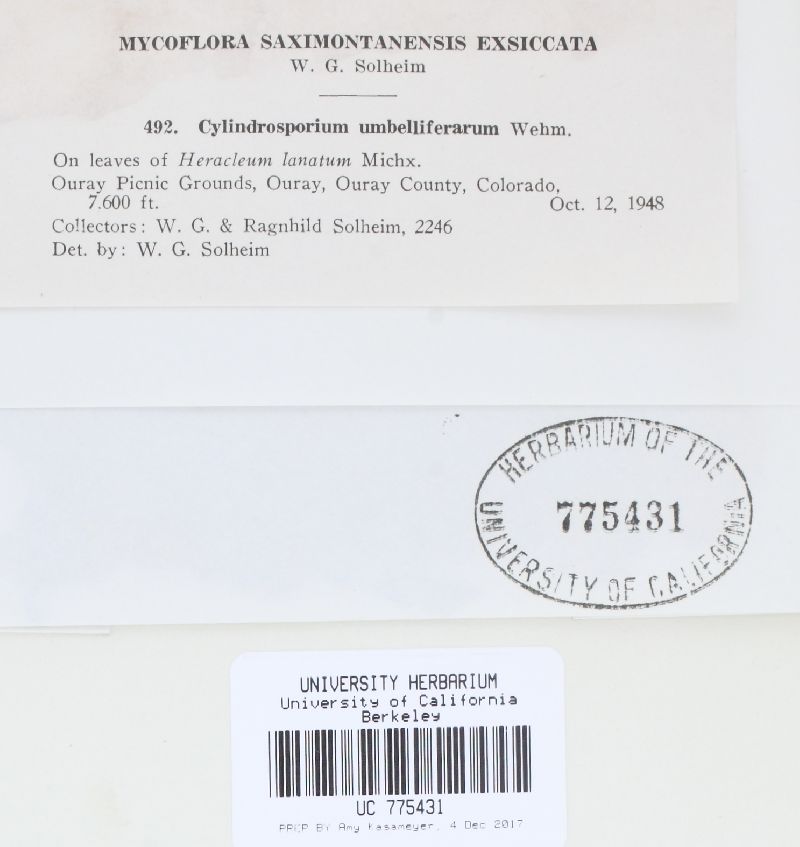 MYCOFLORA SAXIMONTANENSIS EXSICCATA
W. G. Solheim
492. Cylindrosporium umbelliferarum Wehm.
On leaves of Heracleum lanatum Michx.
Ouray Picnic Grounds, Ouray, Ouray County, Colorado,
7.600 ft. Oct. 12, 1948
Collectors: W. G. & Ragnhild Solheim, 2246
Det. by: W. G. Solheim
HERBARIUM OF THE
775431
UNIVERSITY OF CALIFORNIA
UNIVERSITY HERBARIUM
University of California
Berkeley
UC 775431
PREP BY Amy Kasameyer, 4 Dec 2017